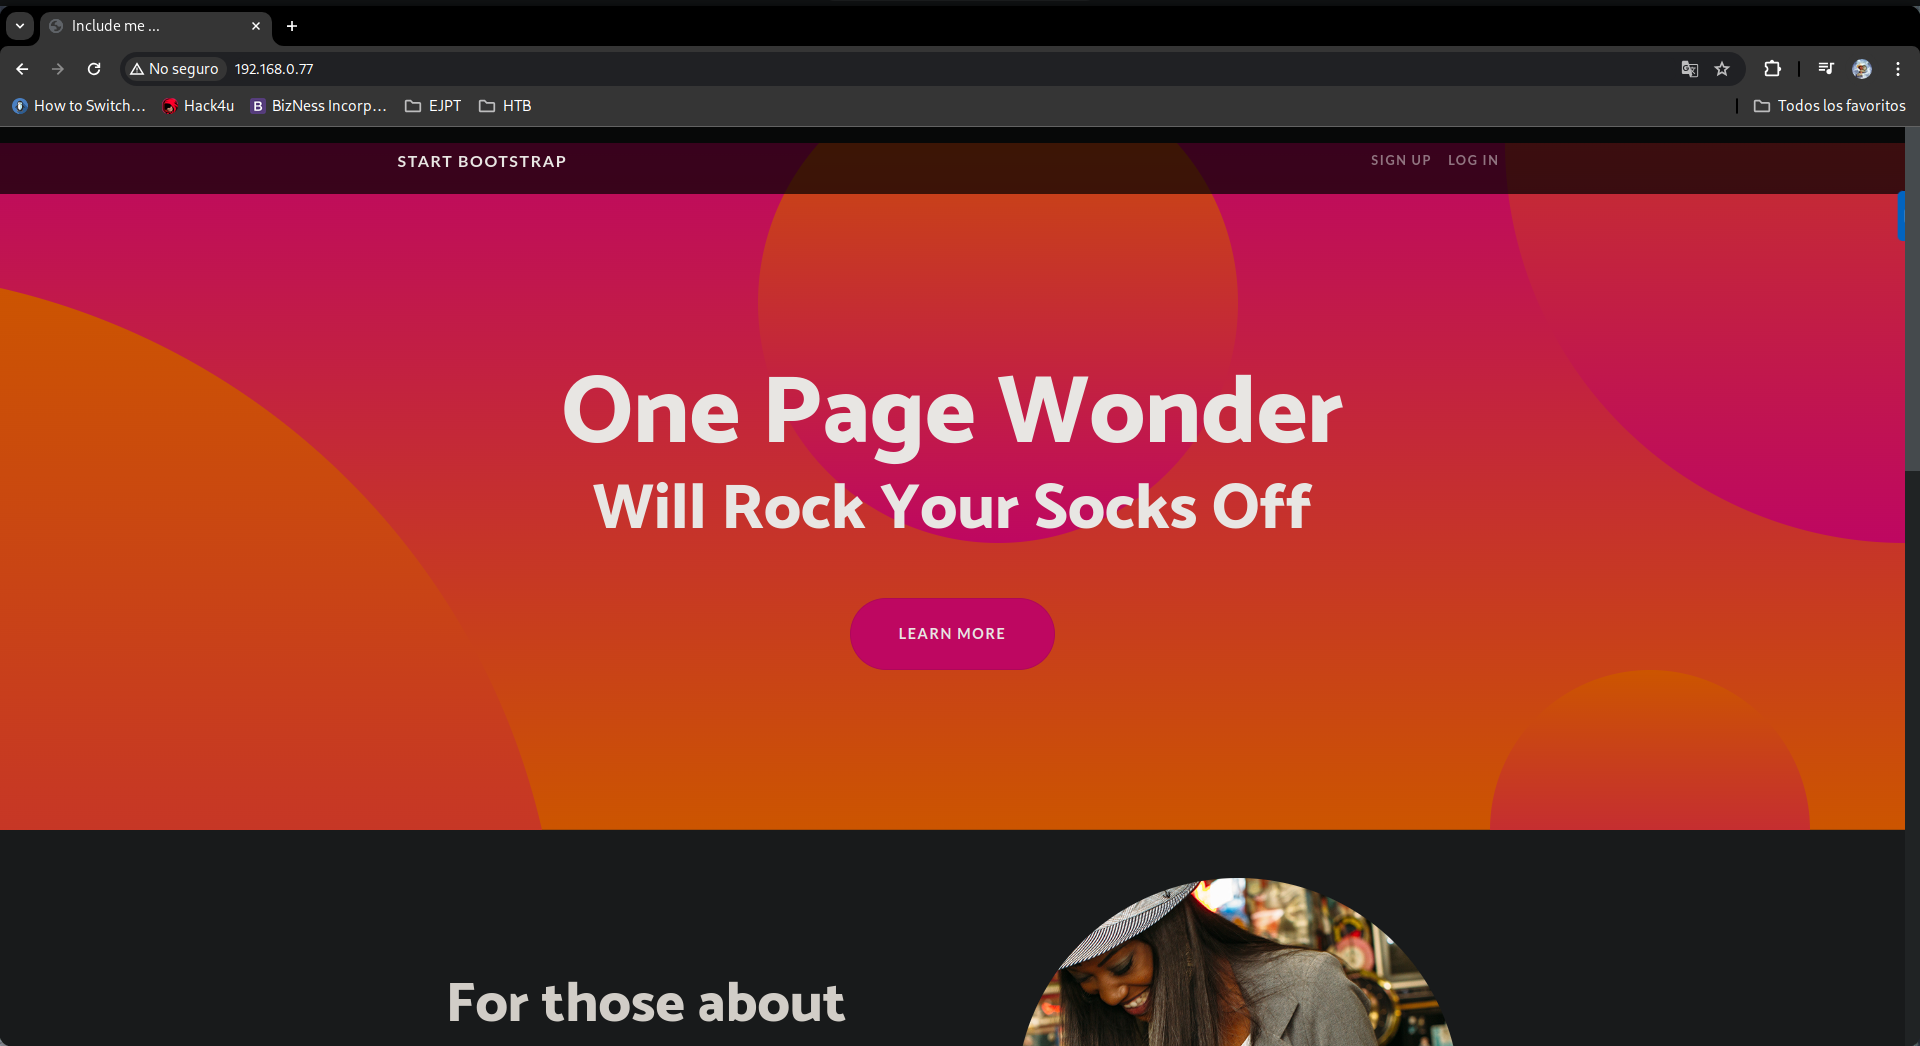 Include me ...
No seguro
192.168.0.77
How to Switch...
Hack4u
BizNess Incorp...
EJPT
HTB
Todos los favoritos
START BOOTSTRAP
SIGN UP
LOG IN
One Page Wonder
Will Rock Your Socks Off
LEARN MORE
For those about